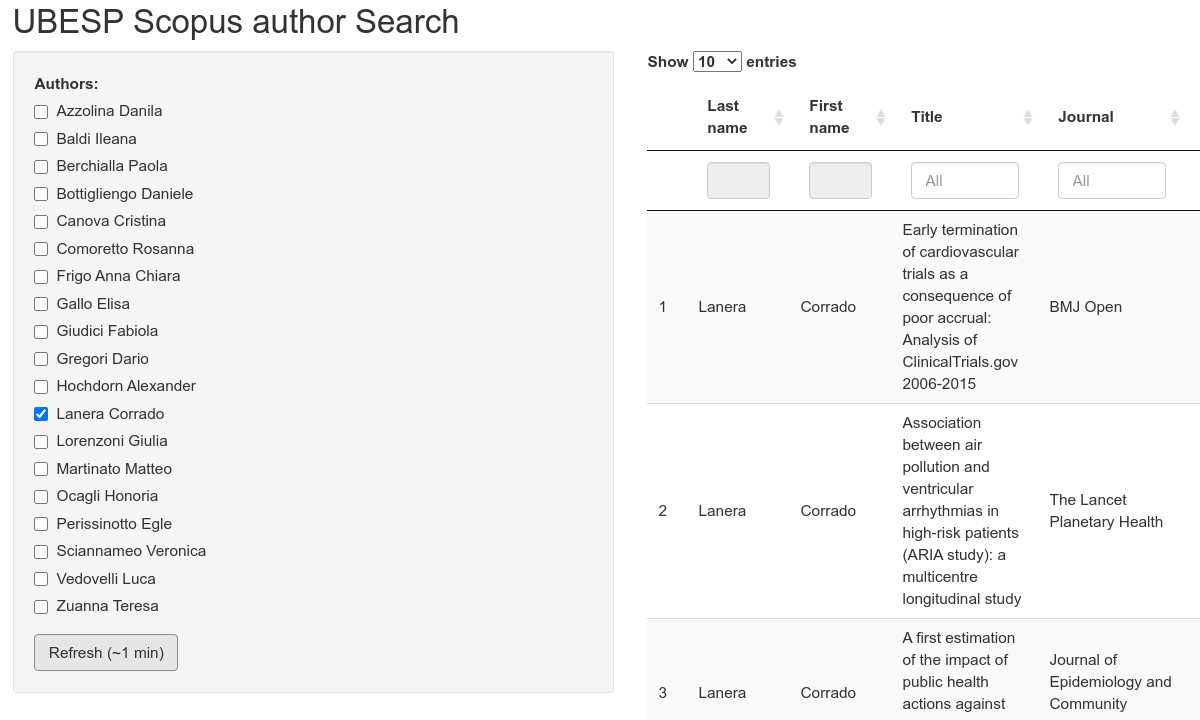 UBESP Scopus author Search
Authors:
Azzolina Danila
Baldi Ileana
Berchialla Paola
Bottigliengo Daniele
Canova Cristina
Comoretto Rosanna
Frigo Anna Chiara
Gallo Elisa
Giudici Fabiola
Gregori Dario
Hochdorn Alexander
Lanera Corrado
Lorenzoni Giulia
Martinato Matteo
Ocagli Honoria
Perissinotto Egle
Sciannameo Veronica
Vedovelli Luca
Zuanna Teresa
Refresh (~1 min)
Show 10 entries
Last name
First name
Title
Journal
All
All
1
Lanera
Corrado
Early termination
of cardiovascular
trials as a
consequence of
poor accrual:
Analysis of
ClinicalTrials.gov
2006-2015
BMJ Open
2
Lanera
Corrado
Association
between air
pollution and
ventricular
arrhythmias in
high-risk patients
(ARIA study): a
multicentre
longitudinal study
The Lancet
Planetary Health
3
Lanera
Corrado
A first estimation
of the impact of
public health
actions against
Journal of
Epidemiology and
Community